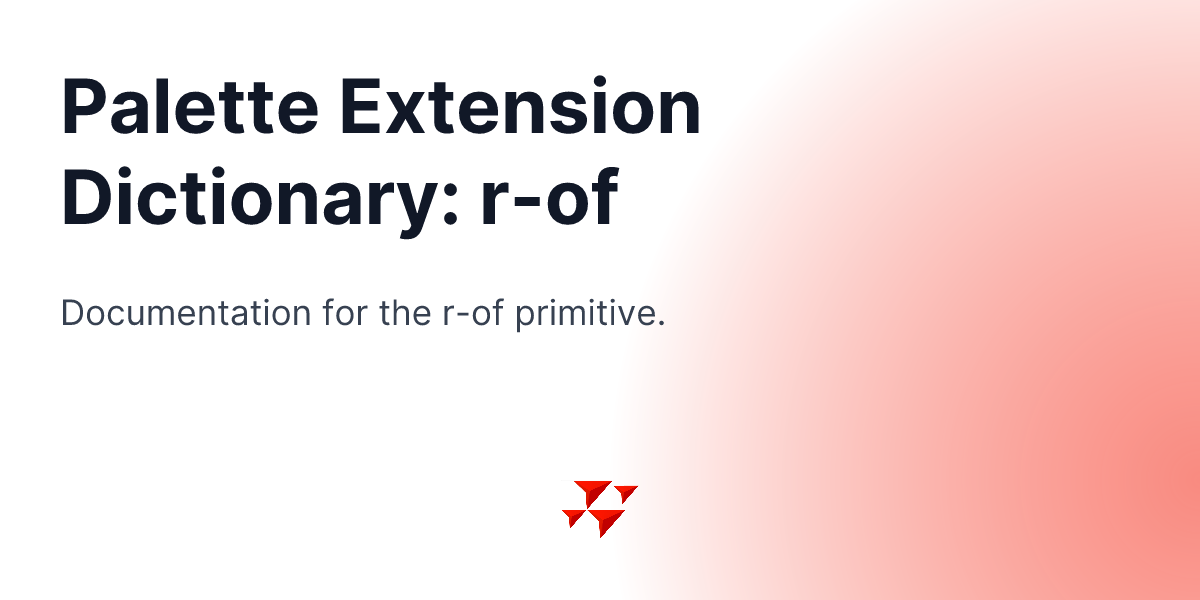 Palette Extension
Dictionary: r-of
Documentation for the r-of primitive.